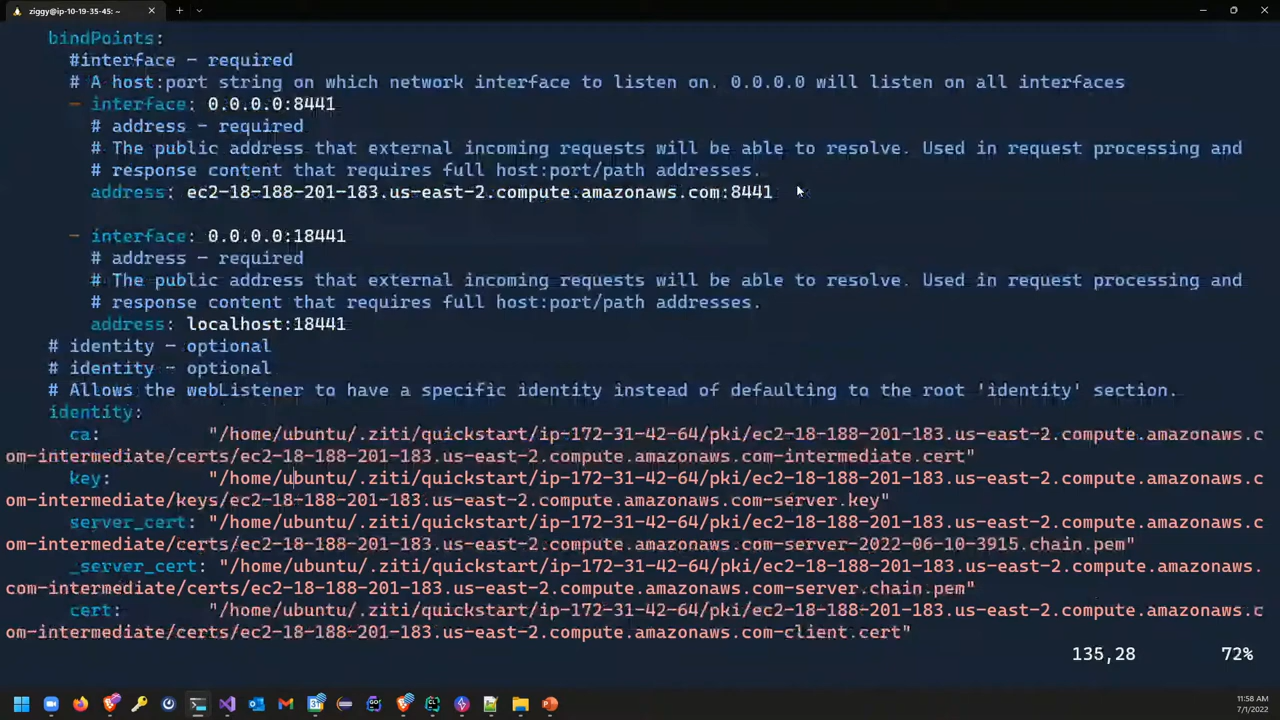 ziggy@ip-10-19-35-45: ~
bindPoints:
#interface - required
# A host:port string on which network interface to listen on. 0.0.0.0 will listen on all interfaces
- interface: 0.0.0.0:8441
# address - required
# The public address that external incoming requests will be able to resolve. Used in request processing and
# response content that requires full host:port/path addresses.
address: ec2-18-188-201-183.us-east-2.compute.amazonaws.com:8441
- interface: 0.0.0.0:18441
# address - required
# The public address that external incoming requests will be able to resolve. Used in request processing and
# response content that requires full host:port/path addresses.
address: localhost:18441
# identity - optional
# identity - optional
# Allows the webListener to have a specific identity instead of defaulting to the root 'identity' section.
identity:
ca: "/home/ubuntu/.ziti/quickstart/ip-172-31-42-64/pki/ec2-18-188-201-183.us-east-2.compute.amazonaws.c
om-intermediate/certs/ec2-18-188-201-183.us-east-2.compute.amazonaws.com-intermediate.cert"
key: "/home/ubuntu/.ziti/quickstart/ip-172-31-42-64/pki/ec2-18-188-201-183.us-east-2.compute.amazonaws.c
om-intermediate/keys/ec2-18-188-201-183.us-east-2.compute.amazonaws.com-server.key"
server_cert: "/home/ubuntu/.ziti/quickstart/ip-172-31-42-64/pki/ec2-18-188-201-183.us-east-2.compute.amazonaws.c
om-intermediate/certs/ec2-18-188-201-183.us-east-2.compute.amazonaws.com-server-2022-06-10-3915.chain.pem"
_server_cert: "/home/ubuntu/.ziti/quickstart/ip-172-31-42-64/pki/ec2-18-188-201-183.us-east-2.compute.amazonaws.
com-intermediate/certs/ec2-18-188-201-183.us-east-2.compute.amazonaws.com-server.chain.pem"
cert: "/home/ubuntu/.ziti/quickstart/ip-172-31-42-64/pki/ec2-18-188-201-183.us-east-2.compute.amazonaws.c
om-intermediate/certs/ec2-18-188-201-183.us-east-2.compute.amazonaws.com-client.cert"
135,28 72%
11:58 AM
7/1/2022